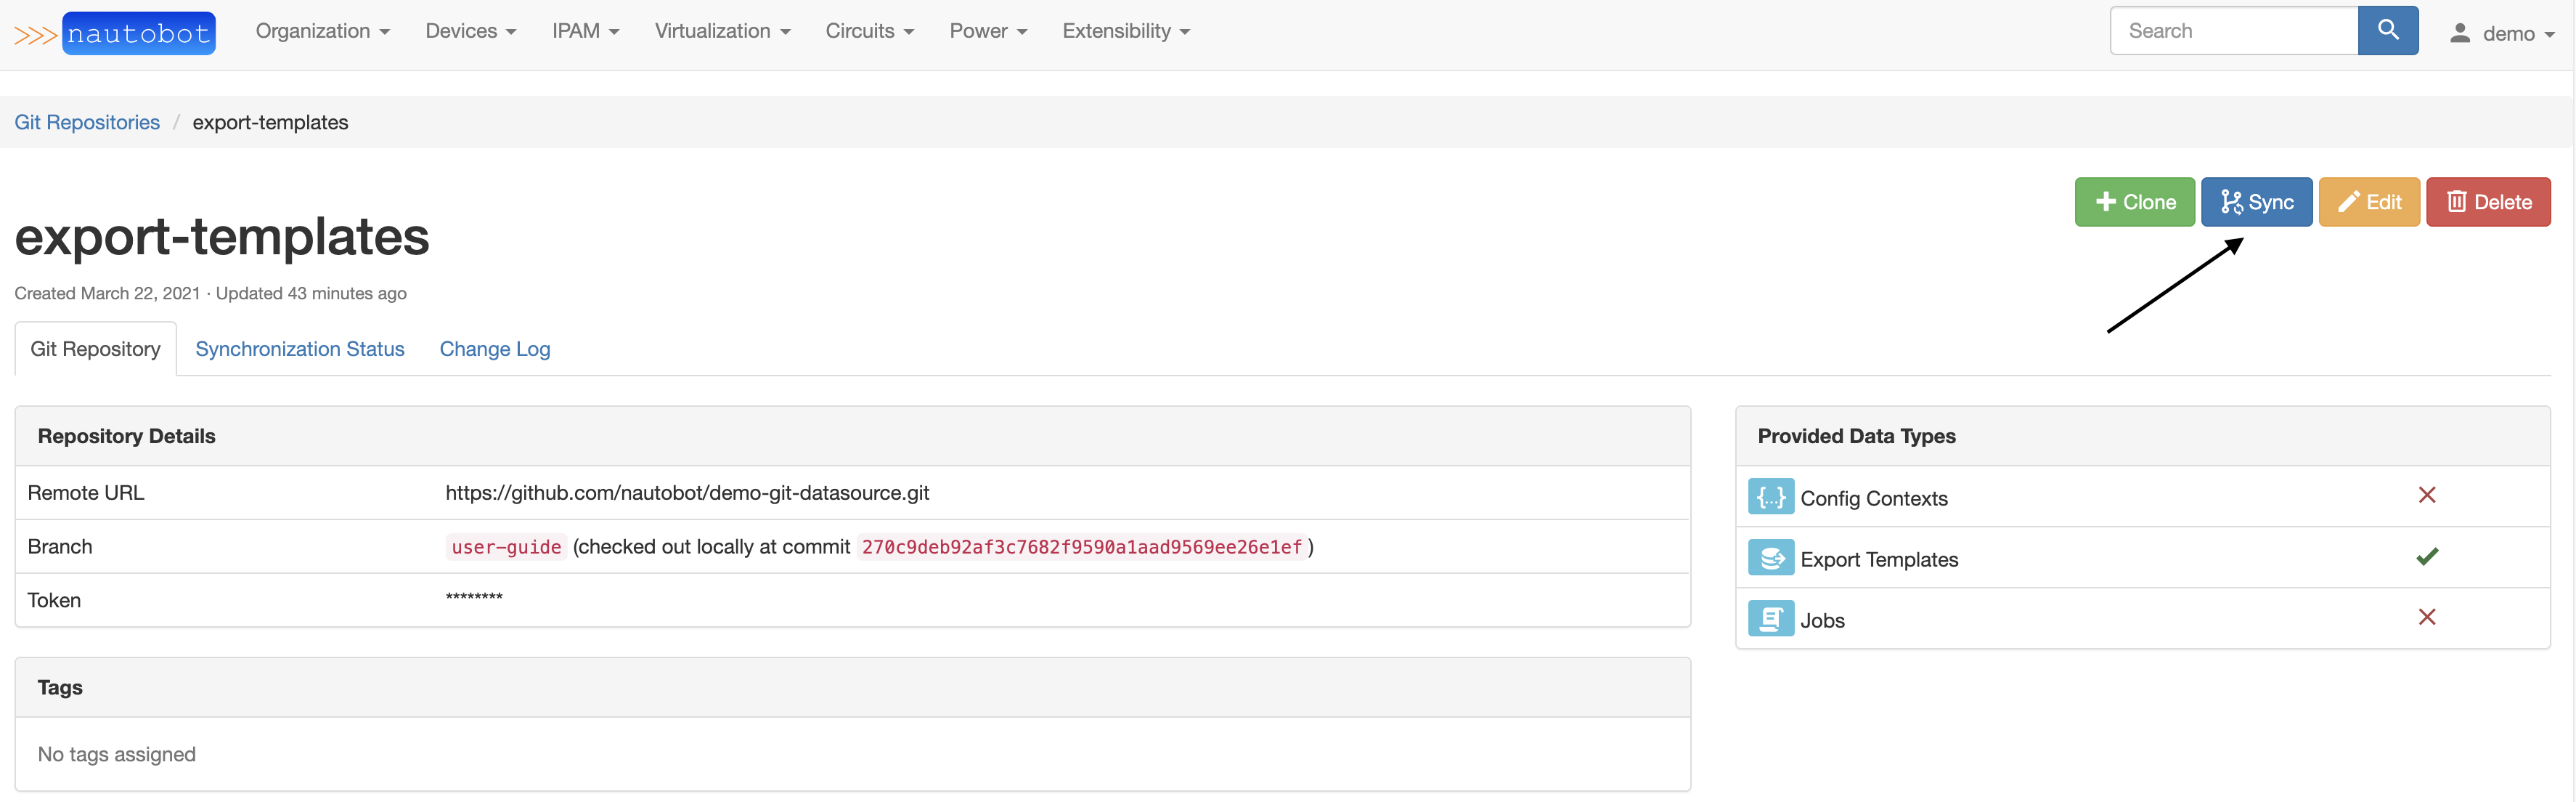 nautobot Organization Devices IPAM Virtualization Circuits Power Extensibility Search demo
Git Repositories / export-templates
Clone Sync Edit Delete
export-templates
Created March 22, 2021 · Updated 43 minutes ago
Git Repository Synchronization Status Change Log
Repository Details
Remote URL https://github.com/nautobot/demo-git-datasource.git
Branch user-guide (checked out locally at commit 270c9deb92af3c7682f9590a1aad9569ee26e1ef)
Token ********
Tags
No tags assigned
Provided Data Types
Config Contexts
Export Templates
Jobs